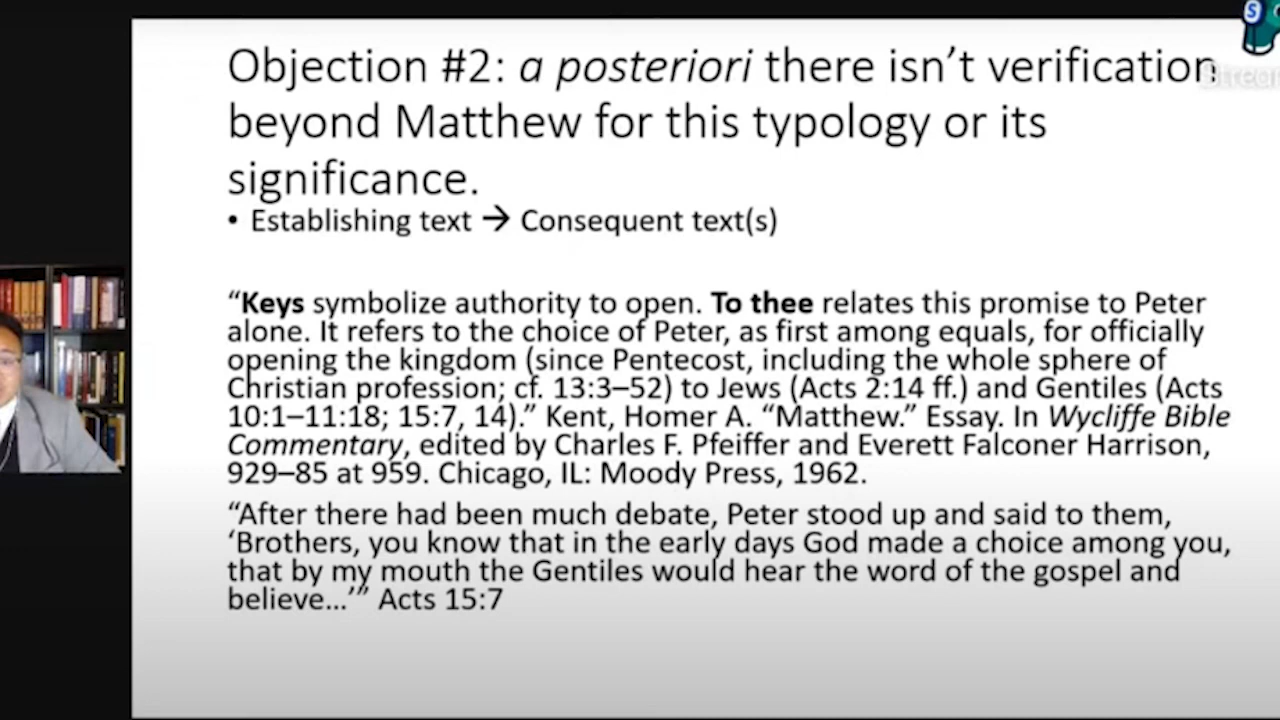 Objection #2: a posteriori there isn’t verification
beyond Matthew for this typology or its
significance.
• Establishing text → Consequent text(s)
“Keys symbolize authority to open. To thee relates this promise to Peter
alone. It refers to the choice of Peter, as first among equals, for officially
opening the kingdom (since Pentecost, including the whole sphere of
Christian profession; cf. 13:3–52) to Jews (Acts 2:14 ff.) and Gentiles (Acts
10:1–11:18; 15:7, 14).” Kent, Homer A. “Matthew.” Essay. In Wycliffe Bible
Commentary, edited by Charles F. Pfeiffer and Everett Falconer Harrison,
929–85 at 959. Chicago, IL: Moody Press, 1962.
“After there had been much debate, Peter stood up and said to them,
‘Brothers, you know that in the early days God made a choice among you,
that by my mouth the Gentiles would hear the word of the gospel and
believe…’” Acts 15:7